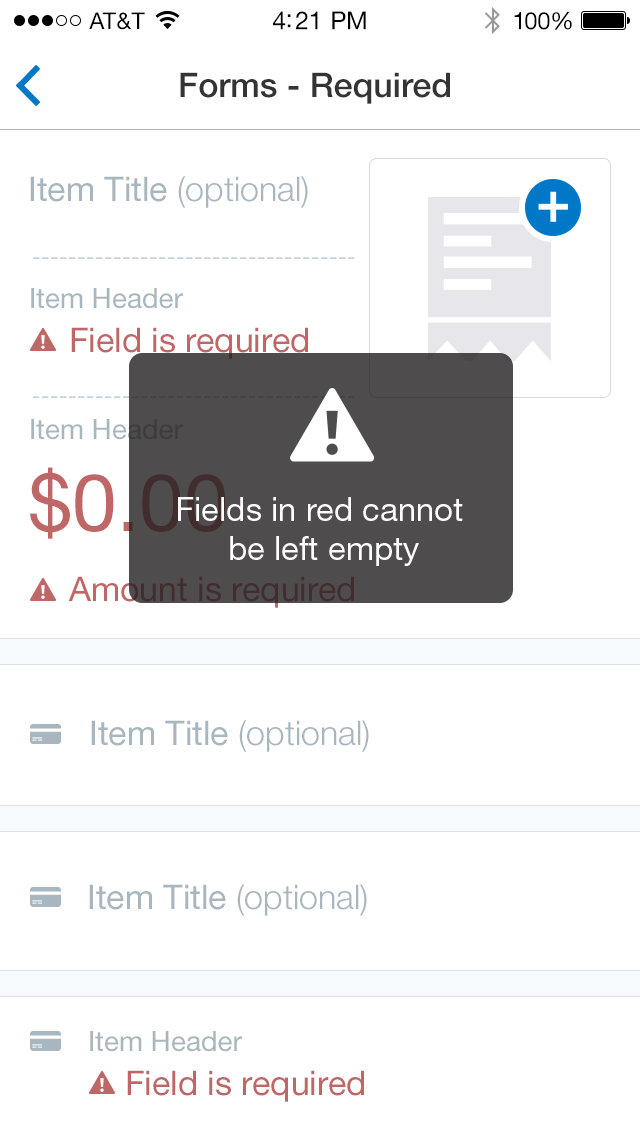 AT&T 4:21 PM 100%
Forms - Required
Item Title (optional)
Item Header
Field is required
Item Header
$0.00
Fields in red cannot
be left empty
Amount is required
Item Title (optional)
Item Title (optional)
Item Header
Field is required